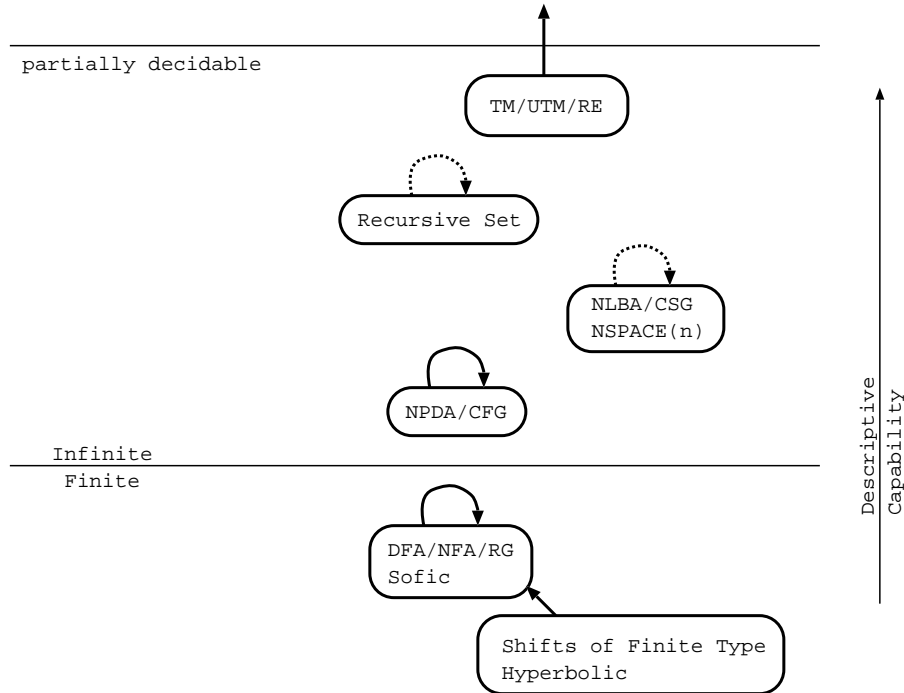 partially decidable
TM/UTM/RE
Recursive Set
NLBA/CSG
NSPACE(n)
NPDA/CFG
Infinite
Finite
DFA/NFA/RG
Sofic
Shifts of Finite Type
Hyperbolic
Descriptive
Capability